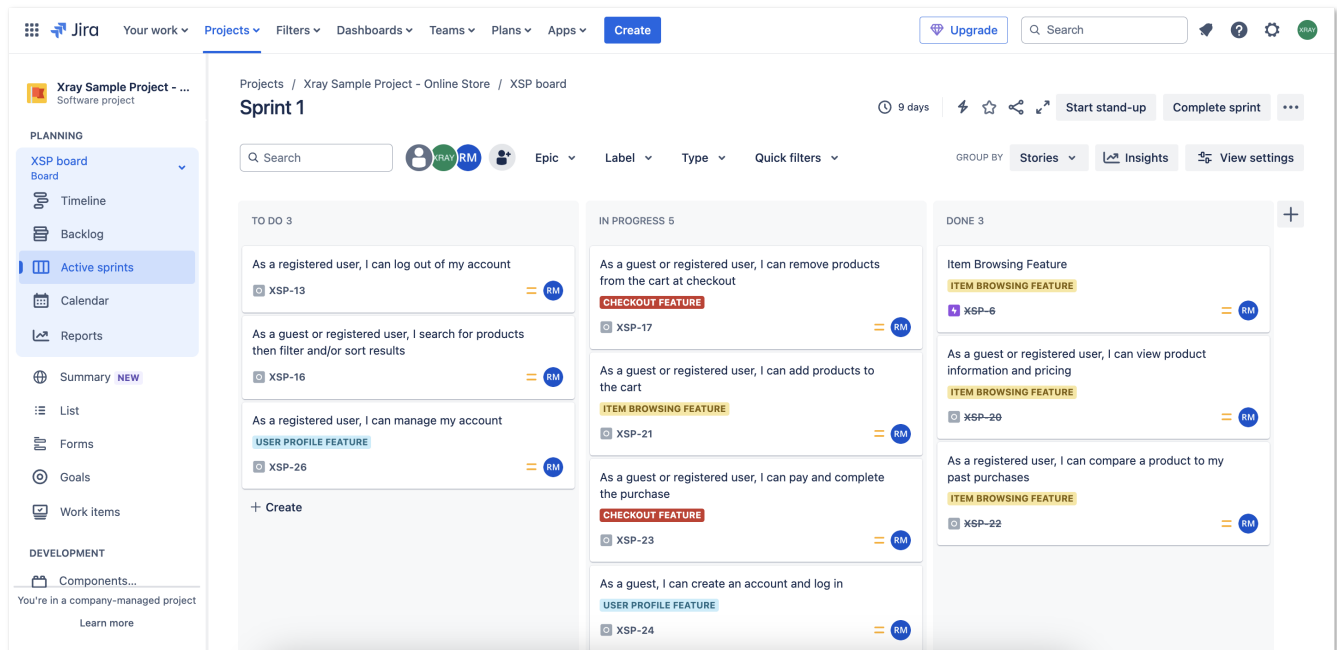 Jira
Your work
Projects
Filters
Dashboards
Teams
Plans
Apps
Create
Upgrade
Search
XRAY
Xray Sample Project - ...
Software project
PLANNING
XSP board
Board
Timeline
Backlog
Active sprints
Calendar
Reports
Summary NEW
List
Forms
Goals
Work items
DEVELOPMENT
Components...
You're in a company-managed project
Learn more
Projects / Xray Sample Project - Online Store / XSP board
Sprint 1
9 days
Start stand-up
Complete sprint
Search
XRAY
RM
Epic
Label
Type
Quick filters
GROUP BY
Stories
Insights
View settings
TO DO 3
As a registered user, I can log out of my account
XSP-13
RM
As a guest or registered user, I search for products
then filter and/or sort results
XSP-16
RM
As a registered user, I can manage my account
USER PROFILE FEATURE
XSP-26
RM
+ Create
IN PROGRESS 5
As a guest or registered user, I can remove products
from the cart at checkout
CHECKOUT FEATURE
XSP-17
RM
As a guest or registered user, I can add products to
the cart
ITEM BROWSING FEATURE
XSP-21
RM
As a guest or registered user, I can pay and complete
the purchase
CHECKOUT FEATURE
XSP-23
RM
As a guest, I can create an account and log in
USER PROFILE FEATURE
XSP-24
RM
DONE 3
Item Browsing Feature
ITEM BROWSING FEATURE
XSP-6
RM
As a guest or registered user, I can view product
information and pricing
ITEM BROWSING FEATURE
XSP-20
RM
As a registered user, I can compare a product to my
past purchases
ITEM BROWSING FEATURE
XSP-22
RM